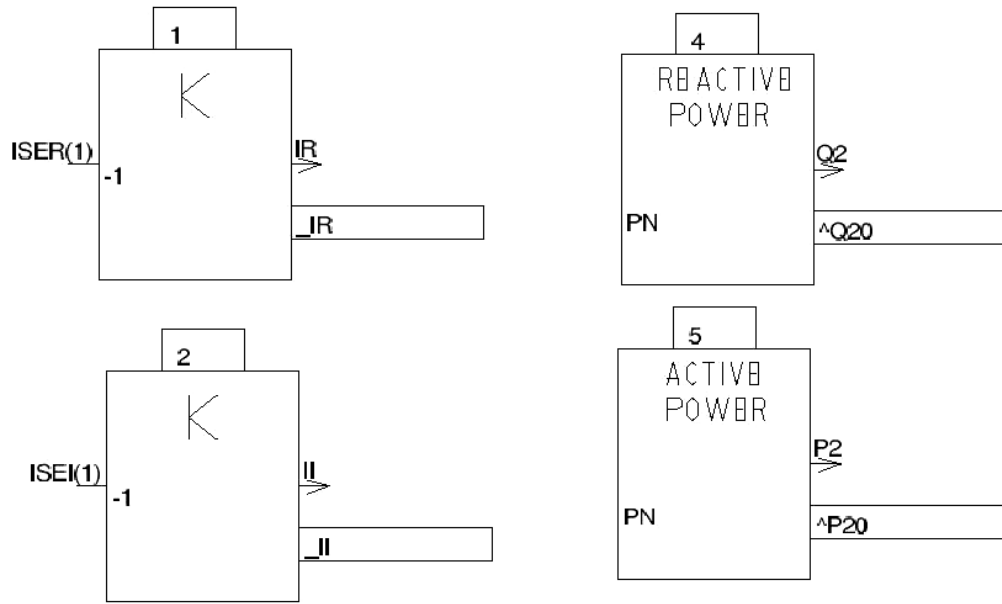 1
K
ISER(1)
-1
IR
_IR
4
REACTIVE
POWER
Q2
PN
^Q20
2
K
ISEI(1)
-1
II
_II
5
ACTIVE
POWER
P2
PN
^P20